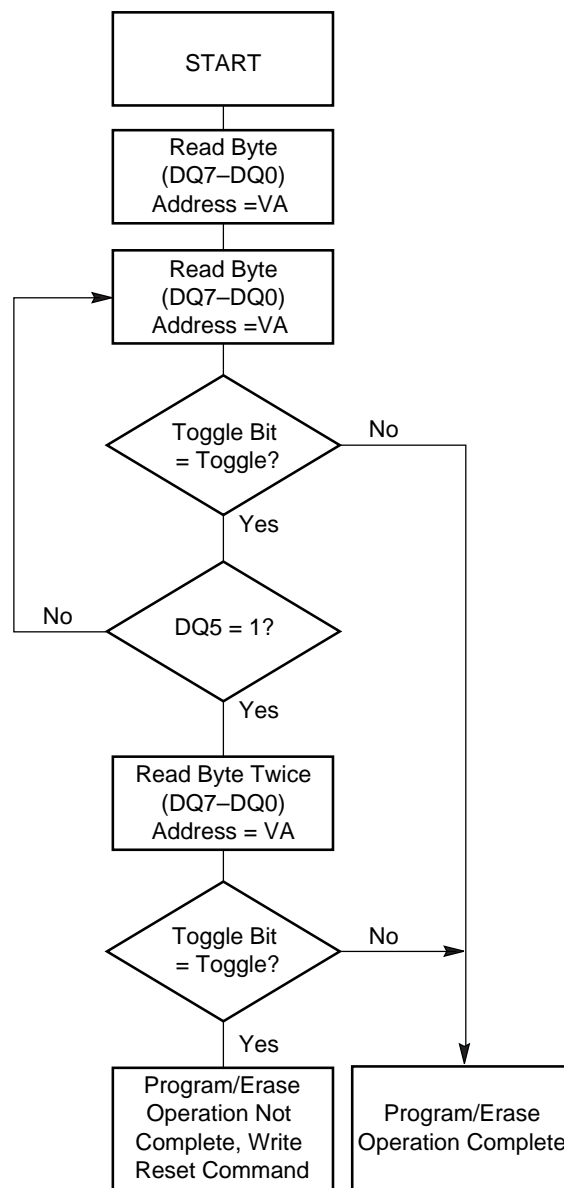 START
Read Byte
(DQ7–DQ0)
Address =VA
Read Byte
(DQ7–DQ0)
Address =VA
Toggle Bit
= Toggle?
No
Yes
No
DQ5 = 1?
Yes
Read Byte Twice
(DQ7–DQ0)
Address = VA
Toggle Bit
= Toggle?
No
Yes
Program/Erase
Operation Not
Complete, Write
Reset Command
Program/Erase
Operation Complete